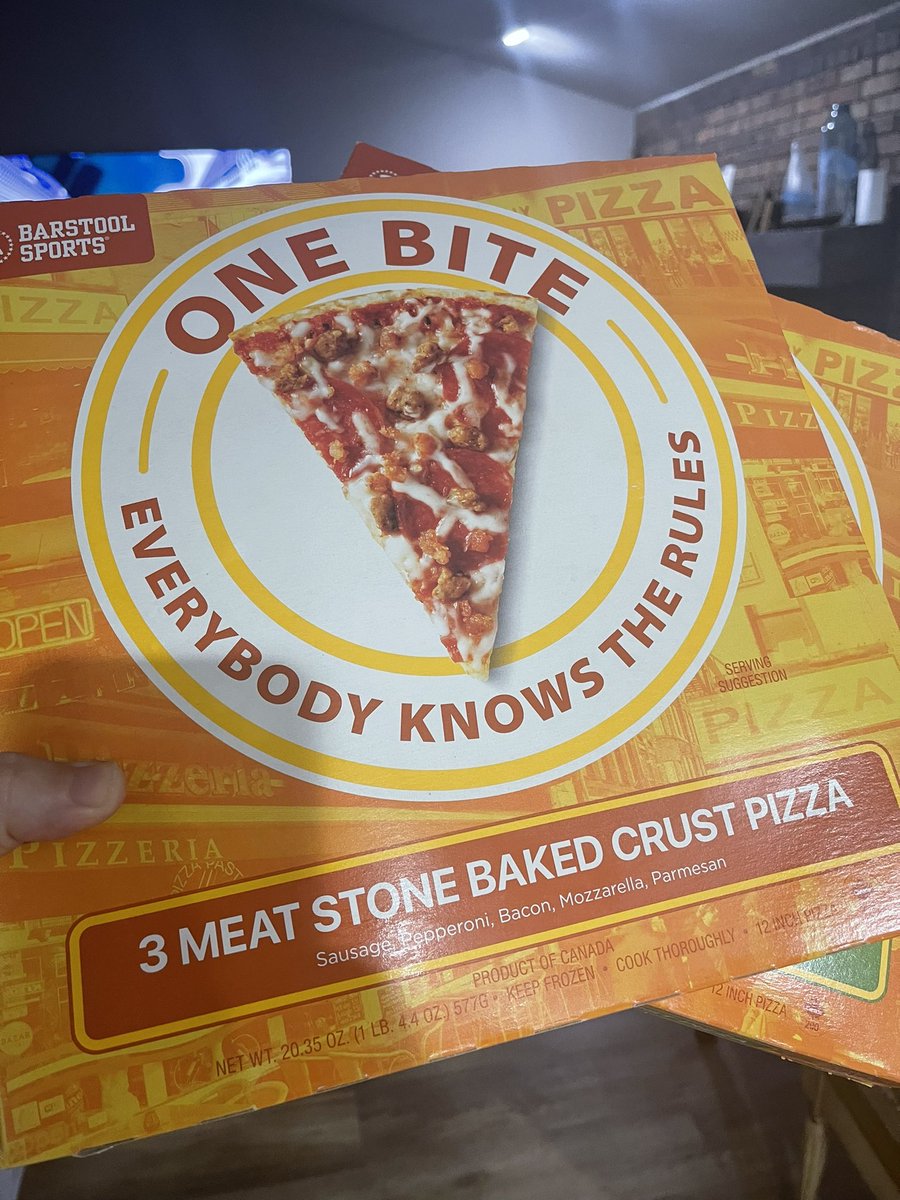 BARSTOOL
SPORTS®
PIZZA
IZZA
ONE BITE
EVERYBODY KNOWS THE RULES
PIZZ
PIZZ
OPEN
SERVING
SUGGESTION
PIZZA
Pizzeria
PIZZERIA
3 MEAT STONE BAKED CRUST PIZZA
Sausage, Pepperoni, Bacon, Mozzarella, Parmesan
PRODUCT OF CANADA
NET WT. 20.35 OZ. (1 LB. 4.4 OZ.) 577G • KEEP FROZEN • COOK THOROUGHLY • 12 INCH PIZZA
12 INCH PIZZA